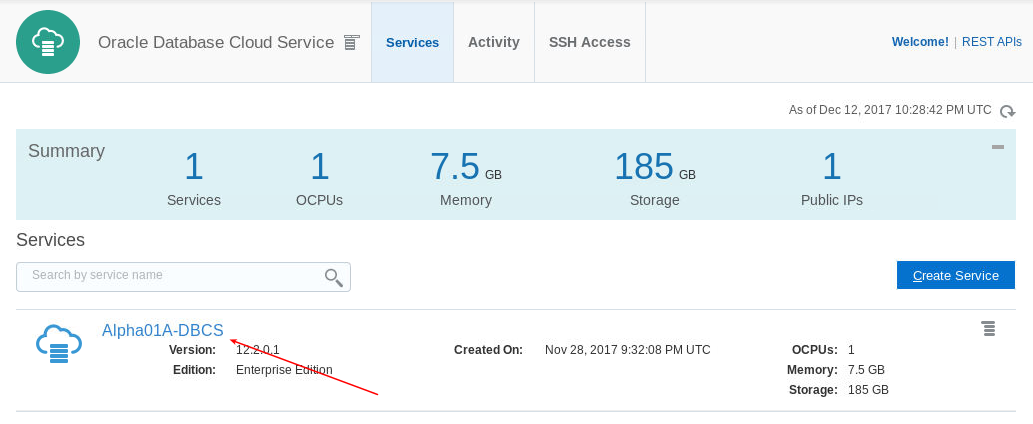 Oracle Database Cloud Service Services Activity SSH Access Welcome! | REST APIs
As of Dec 12, 2017 10:28:42 PM UTC
Summary 1 1 7.5 GB 185 GB 1
Services OCPUs Memory Storage Public IPs
Services
Search by service name Create Service
Alpha01A-DBCS
Version: 12.2.0.1 Created On: Nov 28, 2017 9:32:08 PM UTC OCPUs: 1
Edition: Enterprise Edition Memory: 7.5 GB
Storage: 185 GB